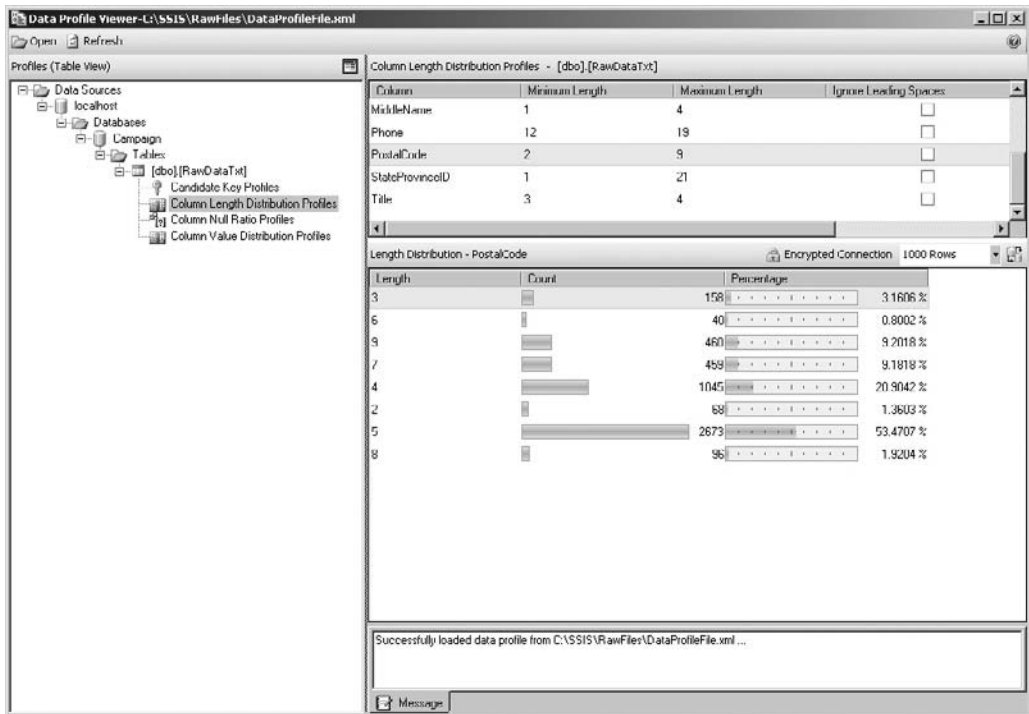 Data Profile Viewer-C:\SSIS\RawFiles\DataProfileFile.xml
Open Refresh
Profiles (Table View)
Data Sources
localhost
Databases
Campaign
Tables
[dbo].[RawDataTxt]
Candidate Key Profiles
Column Length Distribution Profiles
Column Null Ratio Profiles
Column Value Distribution Profiles
Column Length Distribution Profiles - [dbo].[RawDataTxt]
Column Minimum Length Maximum Length Ignore Leading Spaces
MiddleName 1 4
Phone 12 19
PostalCode 2 9
StateProvinceID 1 21
Title 3 4
Length Distribution - PostalCode Encrypted Connection 1000 Rows
Length Count Percentage
3 158 3.1606 %
6 40 0.8002 %
9 460 9.2018 %
7 459 9.1818 %
4 1045 20.9042 %
2 68 1.3603 %
5 2673 53.4707 %
8 96 1.9204 %
Successfully loaded data profile from C:\SSIS\RawFiles\DataProfileFile.xml ...
Message